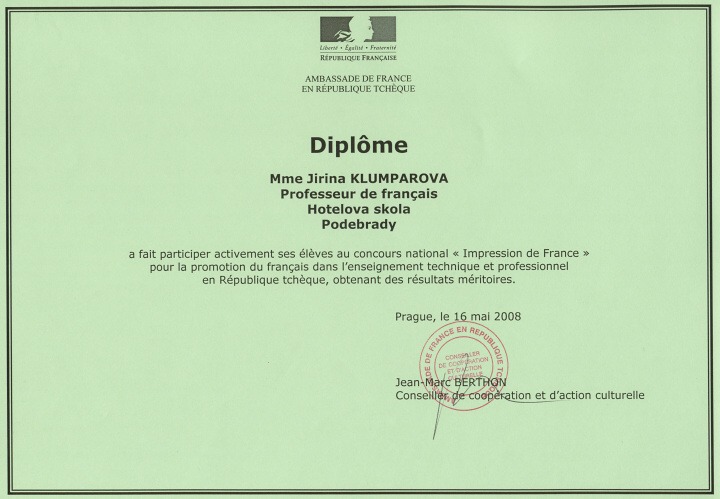 Liberté • Égalité • Fraternité
RÉPUBLIQUE FRANÇAISE
AMBASSADE DE FRANCE
EN RÉPUBLIQUE TCHÈQUE
Diplôme
Mme Jirina KLUMPAROVA
Professeur de français
Hotelova skola
Podebrady
a fait participer activement ses élèves au concours national « Impression de France »
pour la promotion du français dans l'enseignement technique et professionnel
en République tchèque, obtenant des résultats méritoires.
Prague, le 16 mai 2008
AMBASSADE DE FRANCE EN REPUBLIQUE TCHEQUE
CONSEILLER
DE COOPERATION
ET D'ACTION
CULTURELLE
Jean-Marc BERTHON
Conseiller de coopération et d'action culturelle